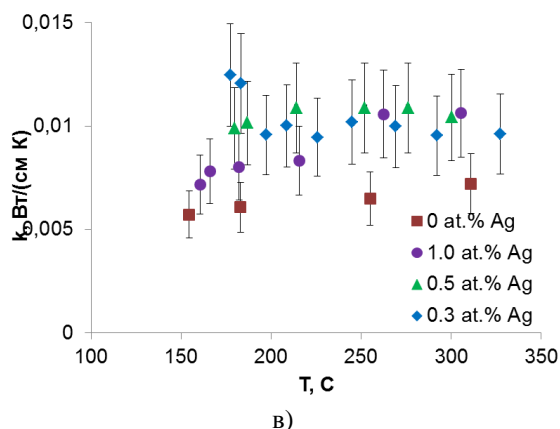 0,015
0,01
0,005
0
k, Вт/(см К)
0 at.% Ag
1.0 at.% Ag
0.5 at.% Ag
0.3 at.% Ag
100 150 200 250 300 350
T, C
в)